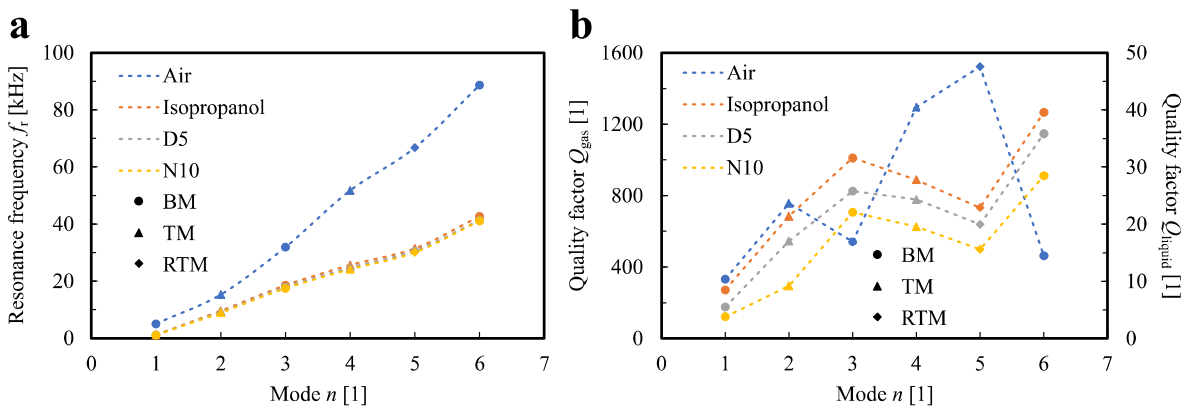 a
Resonance frequency fr [kHz]
100
80
60
40
20
0
Air
Isopropanol
D5
N10
BM
TM
RTM
0 1 2 3 4 5 6 7
Mode n [1]
b
Quality factor Qgas [1]
1600
1200
800
400
0
Air
Isopropanol
D5
N10
BM
TM
RTM
50
40
30
20
10
0
Quality factor Qliquid [1]
0 1 2 3 4 5 6 7
Mode n [1]